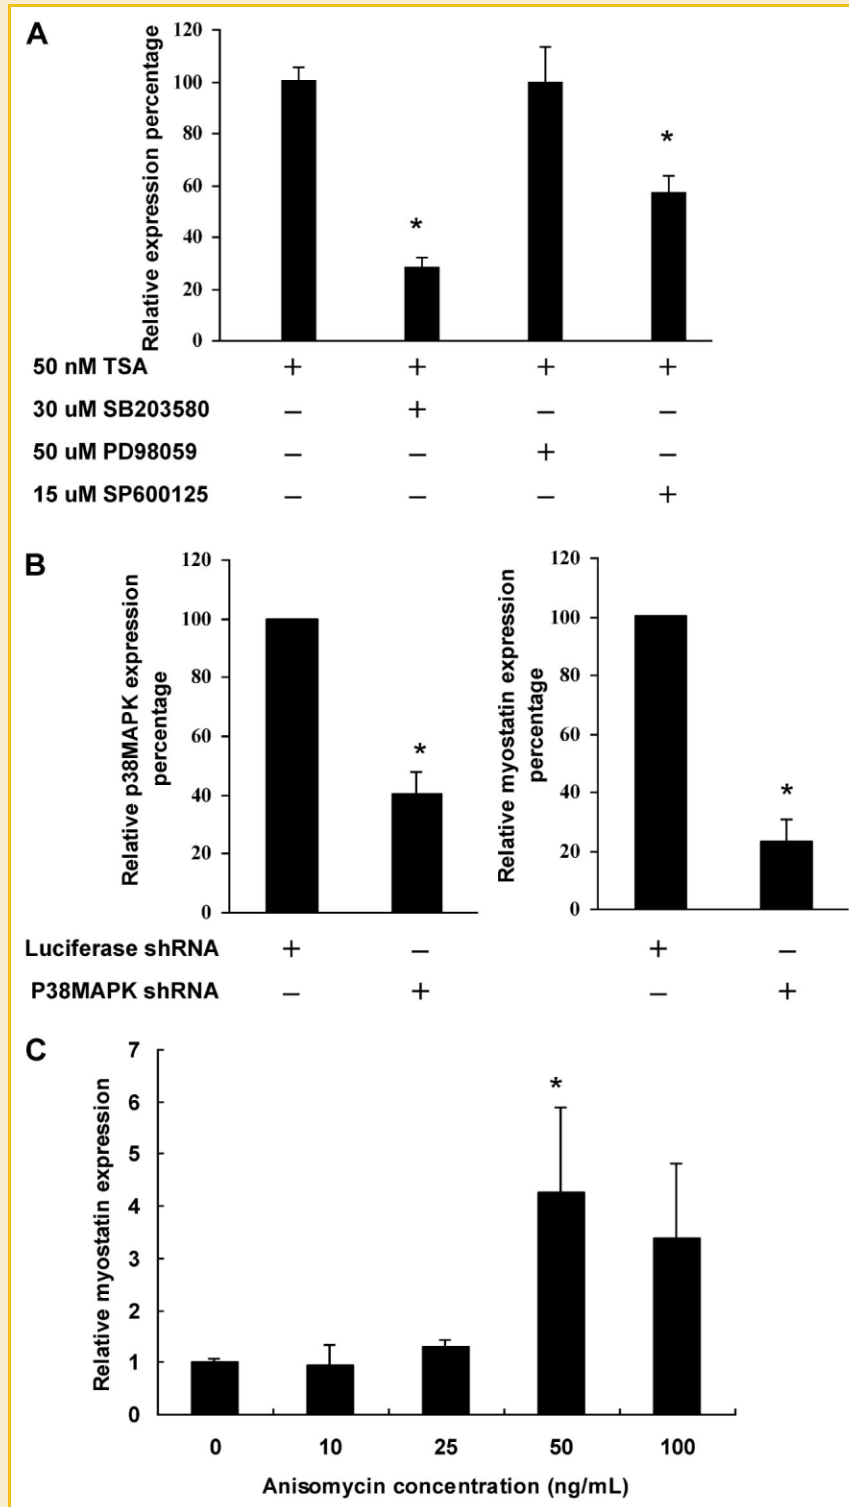 A
Relative expression percentage
120
100
80
60
40
20
0
*
*
50 nM TSA + + + +
30 uM SB203580 – + – –
50 uM PD98059 – – + –
15 uM SP600125 – – – +
B
Relative p38MAPK expression
percentage
120
100
80
60
40
20
0
*
Relative myostatin expression
percentage
120
100
80
60
40
20
0
*
Luciferase shRNA + – + –
P38MAPK shRNA – + – +
C
Relative myostatin expression
7
6
5
4
3
2
1
0
*
0 10 25 50 100
Anisomycin concentration (ng/mL)